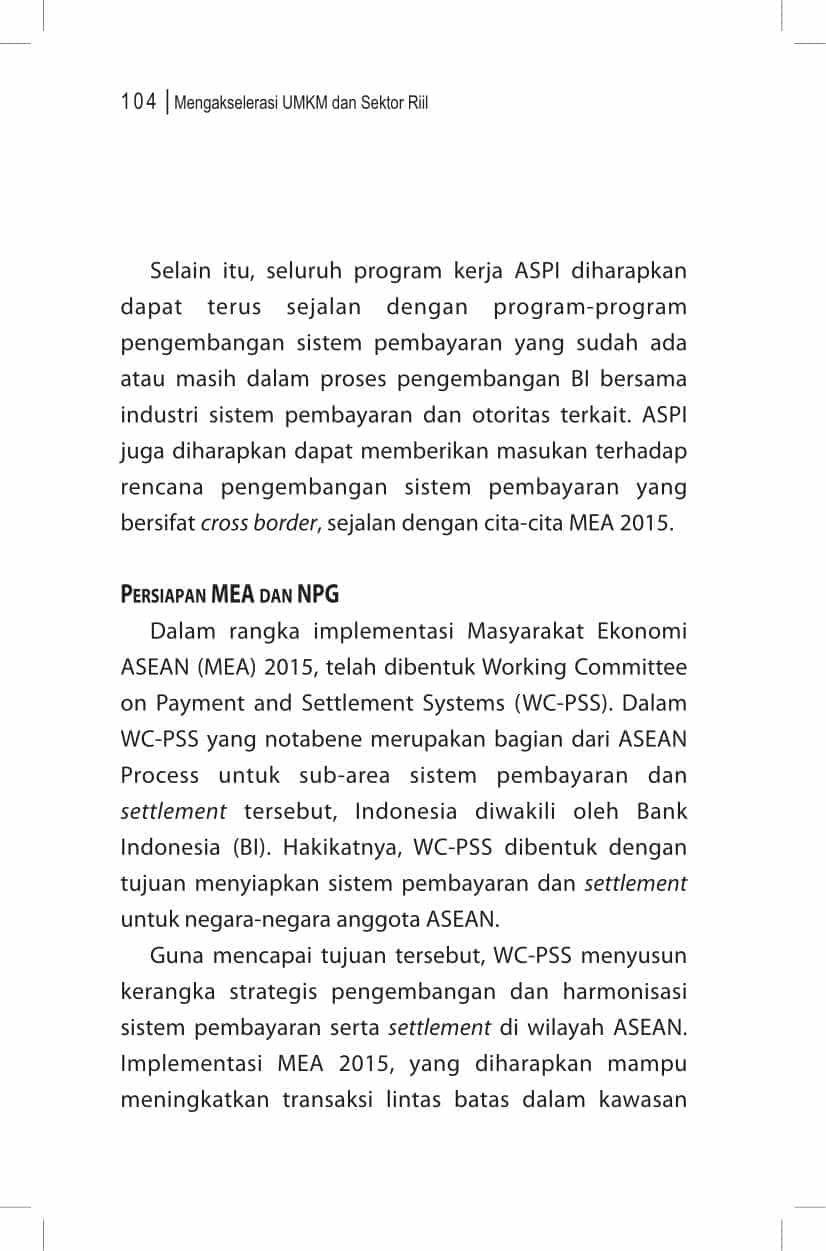 104 | Mengakselerasi UMKM dan Sektor Riil
Selain itu, seluruh program kerja ASPI diharapkan
dapat terus sejalan dengan program-program
pengembangan sistem pembayaran yang sudah ada
atau masih dalam proses pengembangan BI bersama
industri sistem pembayaran dan otoritas terkait. ASPI
juga diharapkan dapat memberikan masukan terhadap
rencana pengembangan sistem pembayaran yang
bersifat cross border, sejalan dengan cita-cita MEA 2015.
PERSIAPAN MEA DAN NPG
Dalam rangka implementasi Masyarakat Ekonomi
ASEAN (MEA) 2015, telah dibentuk Working Committee
on Payment and Settlement Systems (WC-PSS). Dalam
WC-PSS yang notabene merupakan bagian dari ASEAN
Process untuk sub-area sistem pembayaran dan
settlement tersebut, Indonesia diwakili oleh Bank
Indonesia (BI). Hakikatnya, WC-PSS dibentuk dengan
tujuan menyiapkan sistem pembayaran dan settlement
untuk negara-negara anggota ASEAN.
Guna mencapai tujuan tersebut, WC-PSS menyusun
kerangka strategis pengembangan dan harmonisasi
sistem pembayaran serta settlement di wilayah ASEAN.
Implementasi MEA 2015, yang diharapkan mampu
meningkatkan transaksi lintas batas dalam kawasan